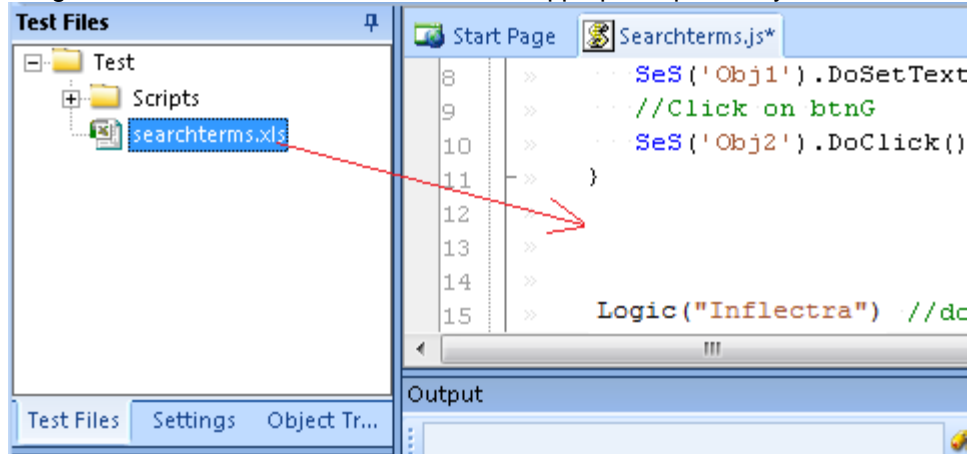 Test Files
Test
Scripts
searchterms.xls
Test Files Settings Object Tr...
Start Page Searchterms.js*
8 SeS('Obj1').DoSetText
9 //Click on btnG
10 SeS('Obj2').DoClick()
11 }
12
13
14
15 Logic("Inflectra") //do
Output